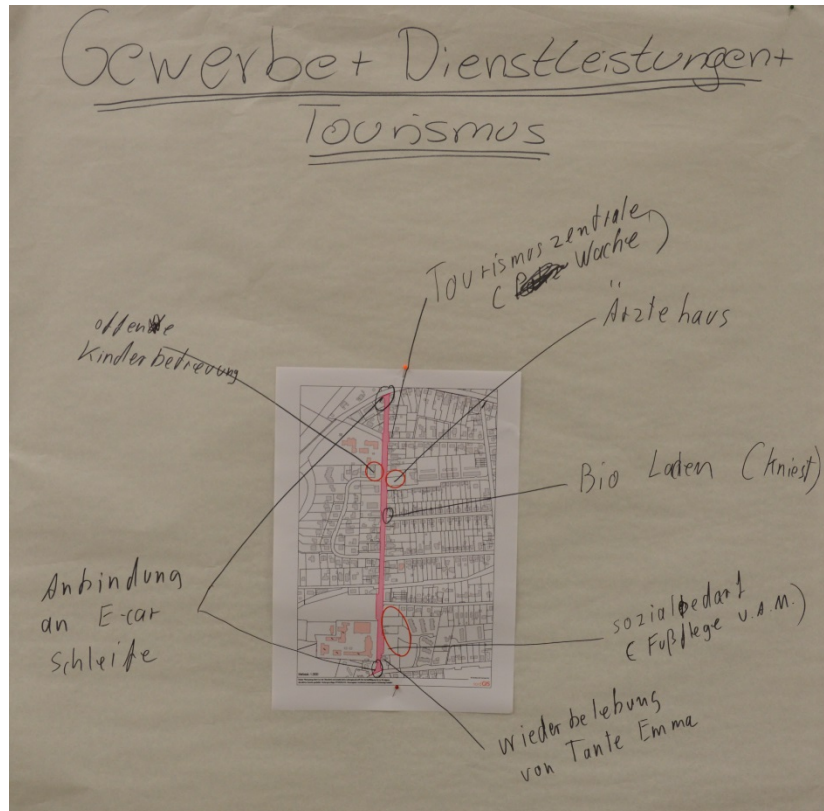 Gewerbe + Dienstleistungen +
Tourismus
Tourismuszentrale
( Wache )
Ärztehaus
offene
Kinderbetreuung
Bio Laden (Kniest)
Anbindung
an E-car
Schleife
sozialbedarf
( Fußflege u.a.m.)
wiederbelebung
von Tante Emma